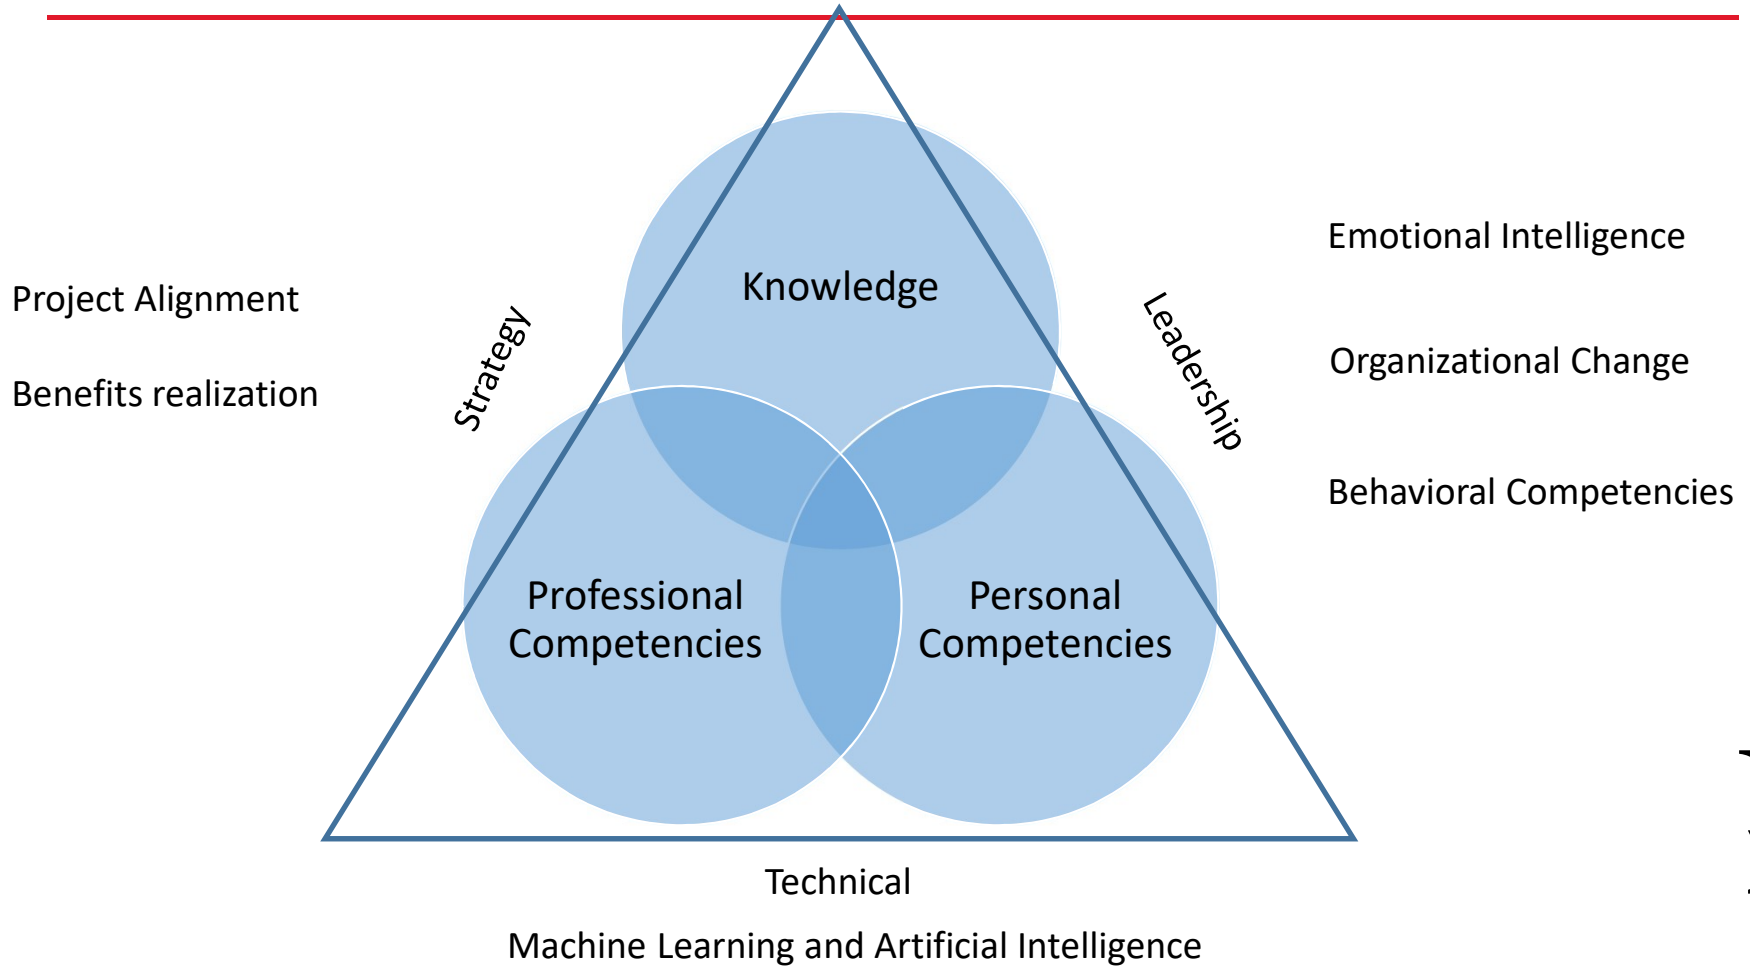 Knowledge
Emotional Intelligence
Project Alignment
Strategy
Leadership
Organizational Change
Benefits realization
Behavioral Competencies
Professional
Competencies
Personal
Competencies
Technical
Machine Learning and Artificial Intelligence